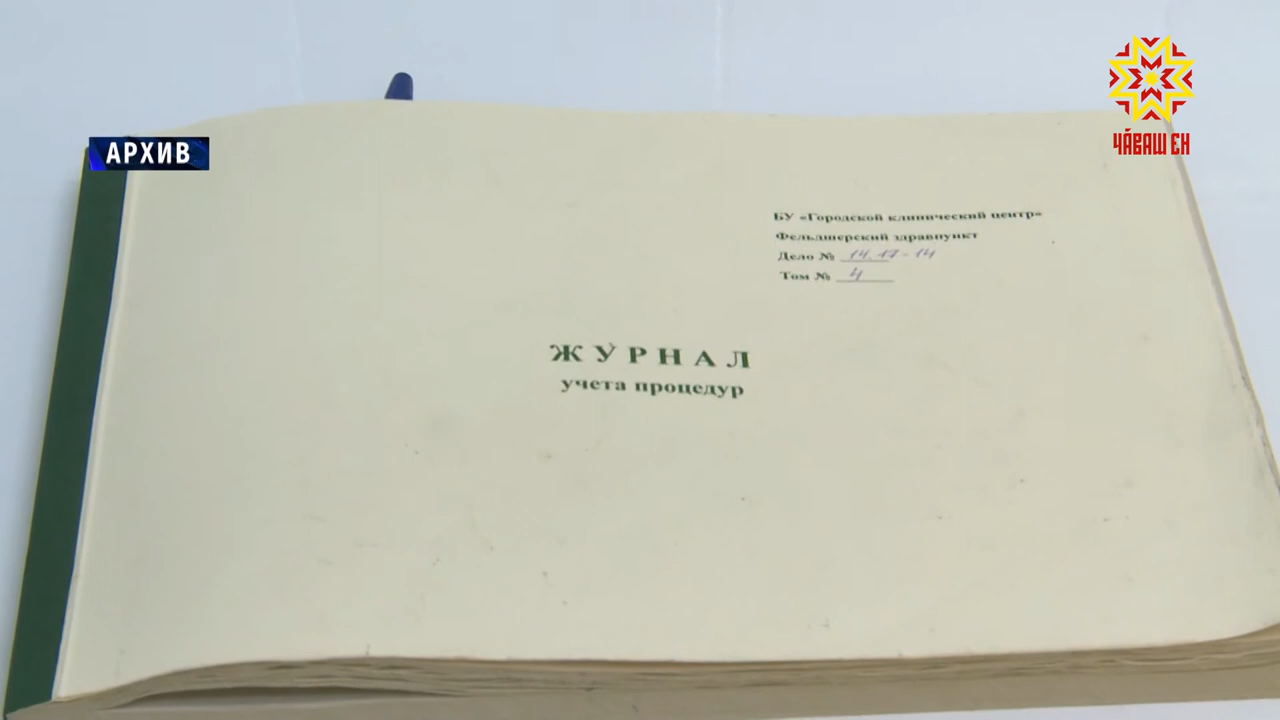 АРХИВ
ЧӐВАШ ЕН
БУ «Городской клинический центр»
Фельдшерский здравпункт
Дело № 14.17-14
Том № 4
ЖУРНАЛ
учета процедур